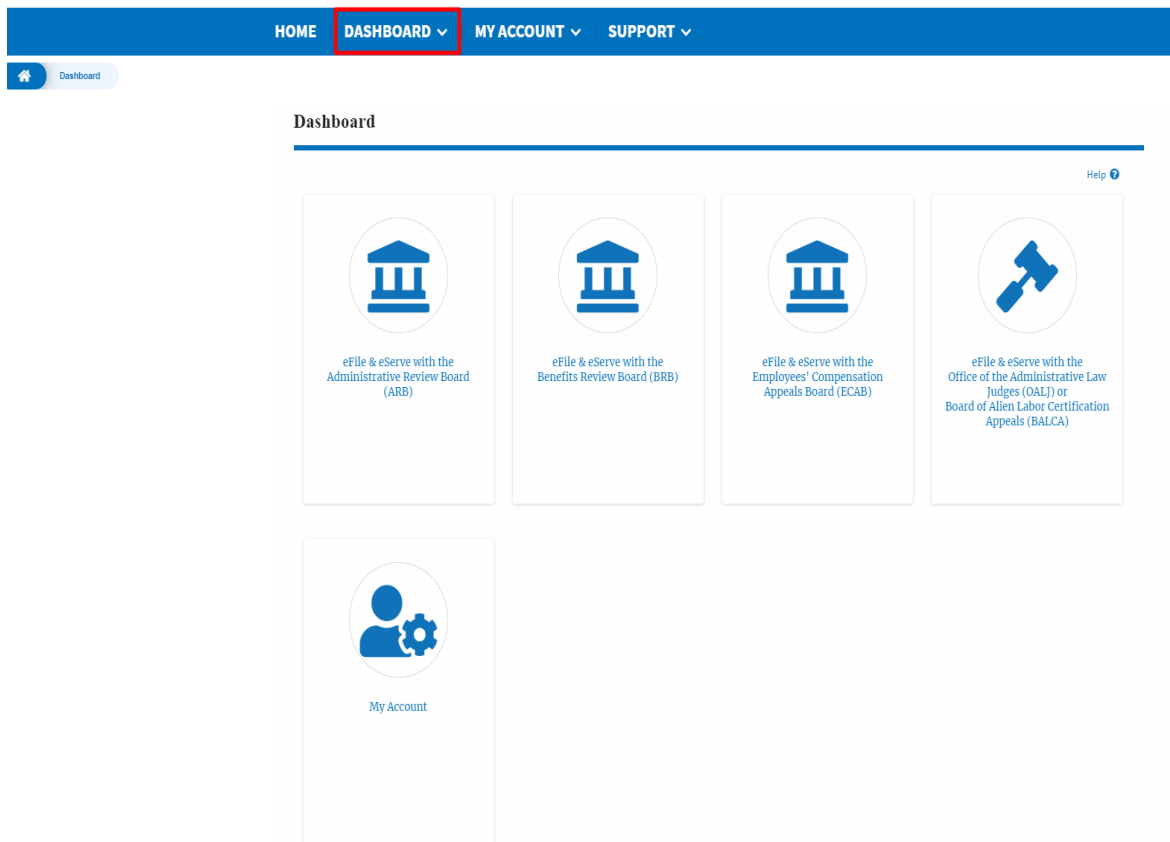 HOME DASHBOARD MY ACCOUNT SUPPORT
Dashboard
Dashboard
Help
eFile & eServe with the
Administrative Review Board
(ARB)
eFile & eServe with the
Benefits Review Board (BRB)
eFile & eServe with the
Employees' Compensation
Appeals Board (ECAB)
eFile & eServe with the
Office of the Administrative Law
Judges (OALJ) or
Board of Alien Labor Certification
Appeals (BALCA)
My Account